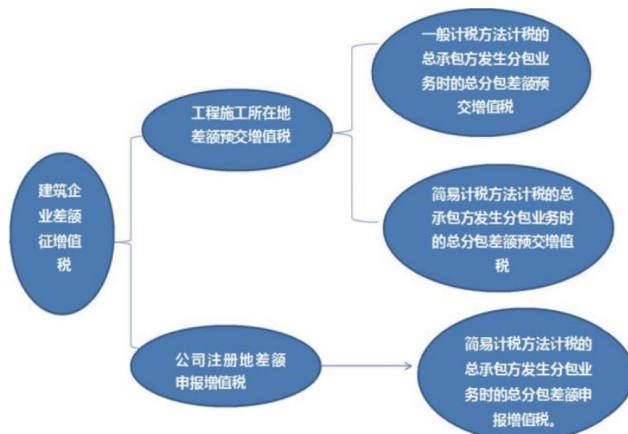 建筑企
业差额
征增值
税
工程施工所在地
差额预交增值税
一般计税方法计税的
总承包方发生分包业
务时的总分包差额预
交增值税
简易计税方法计税的总
承包方发生分包业务时
的总分包差额预交增值
税
公司注册地差额
申报增值税
简易计税方法计税的
总承包方发生分包业
务时的总分包差额申
报增值税。